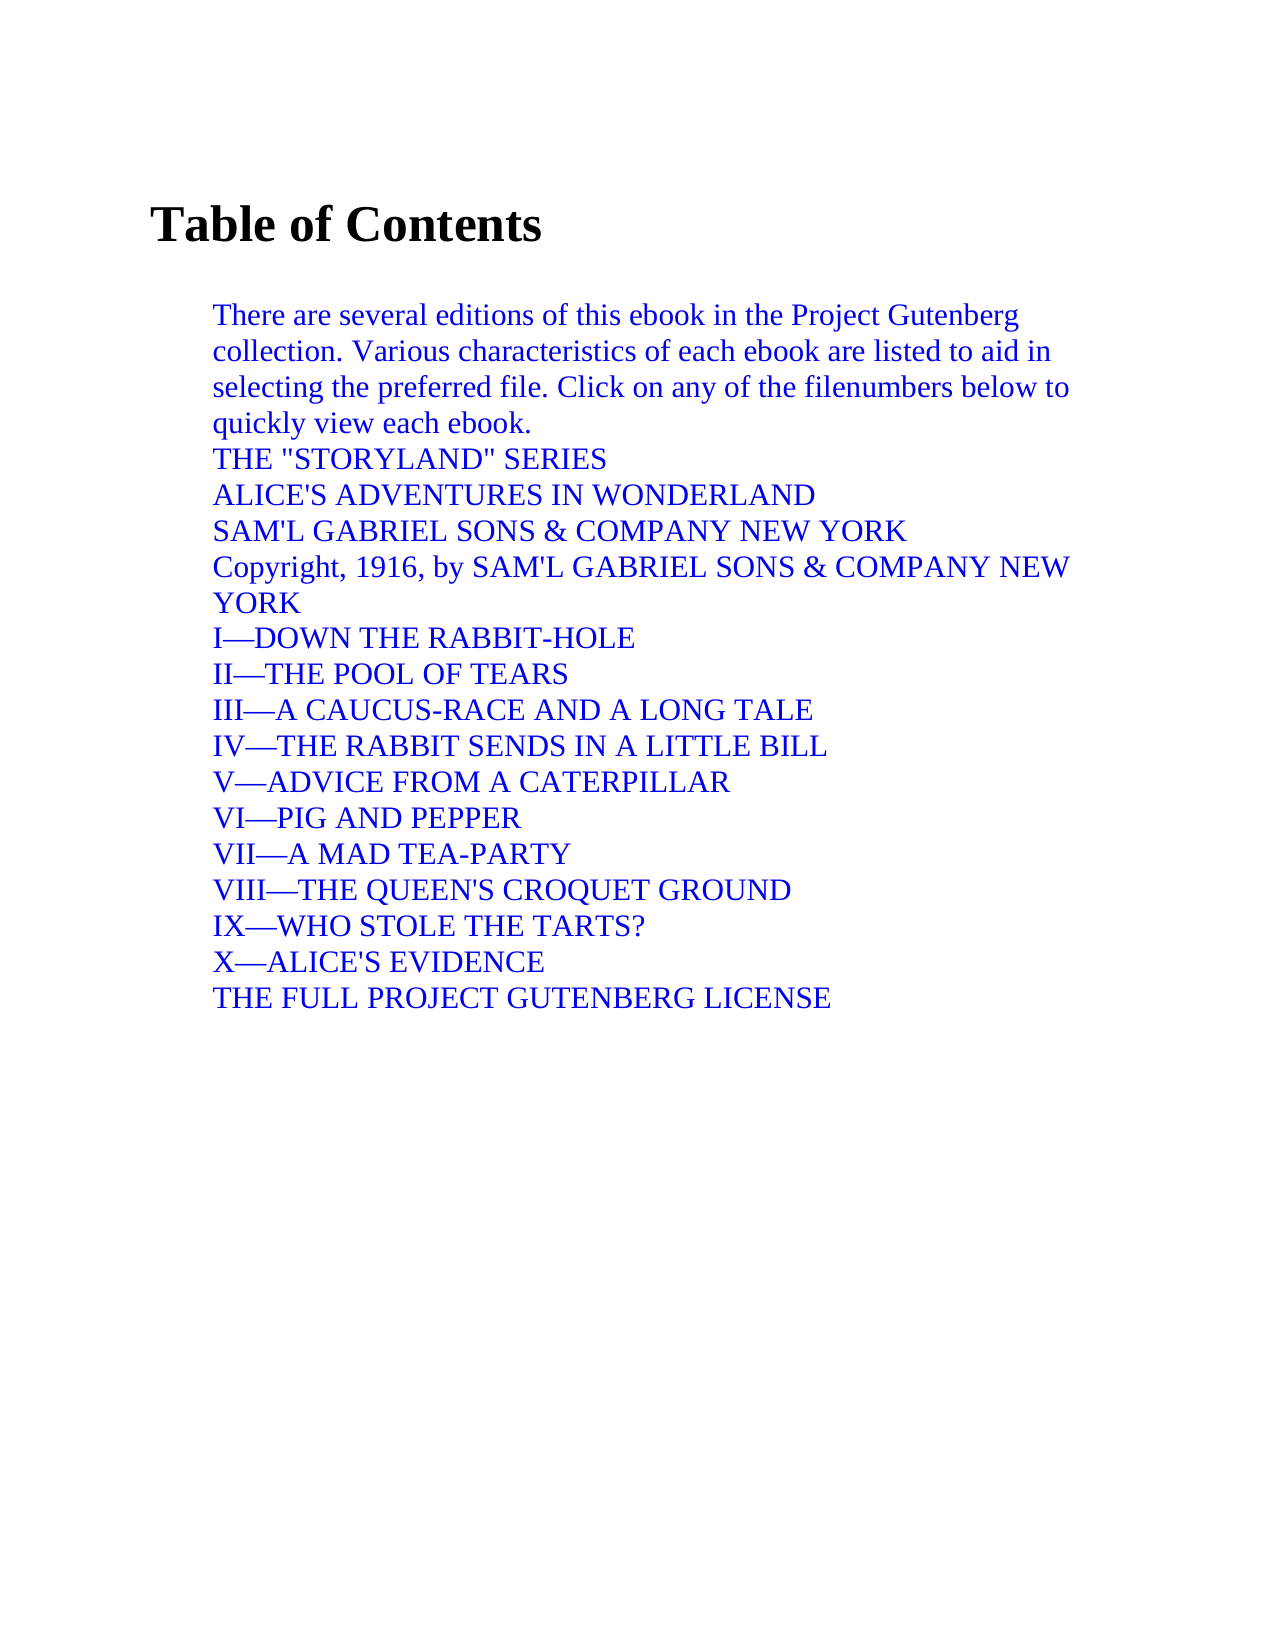 Table of Contents
There are several editions of this ebook in the Project Gutenberg
collection. Various characteristics of each ebook are listed to aid in
selecting the preferred file. Click on any of the filenumbers below to
quickly view each ebook.
THE "STORYLAND" SERIES
ALICE'S ADVENTURES IN WONDERLAND
SAM'L GABRIEL SONS & COMPANY NEW YORK
Copyright, 1916, by SAM'L GABRIEL SONS & COMPANY NEW
YORK
I—DOWN THE RABBIT-HOLE
II—THE POOL OF TEARS
III—A CAUCUS-RACE AND A LONG TALE
IV—THE RABBIT SENDS IN A LITTLE BILL
V—ADVICE FROM A CATERPILLAR
VI—PIG AND PEPPER
VII—A MAD TEA-PARTY
VIII—THE QUEEN'S CROQUET GROUND
IX—WHO STOLE THE TARTS?
X—ALICE'S EVIDENCE
THE FULL PROJECT GUTENBERG LICENSE